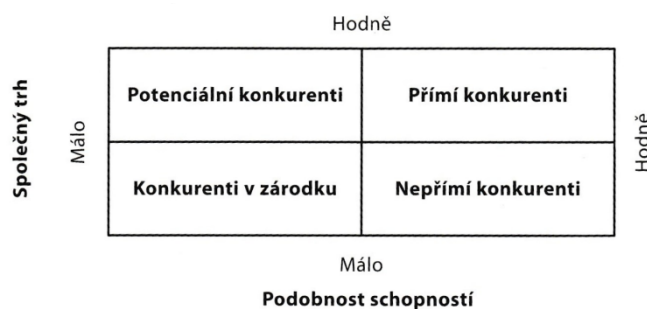 Hodně
Společný trh
Málo
Potenciální konkurenti
Přímí konkurenti
Hodně
Konkurenti v zárodku
Nepřímí konkurenti
Málo
Podobnost schopností